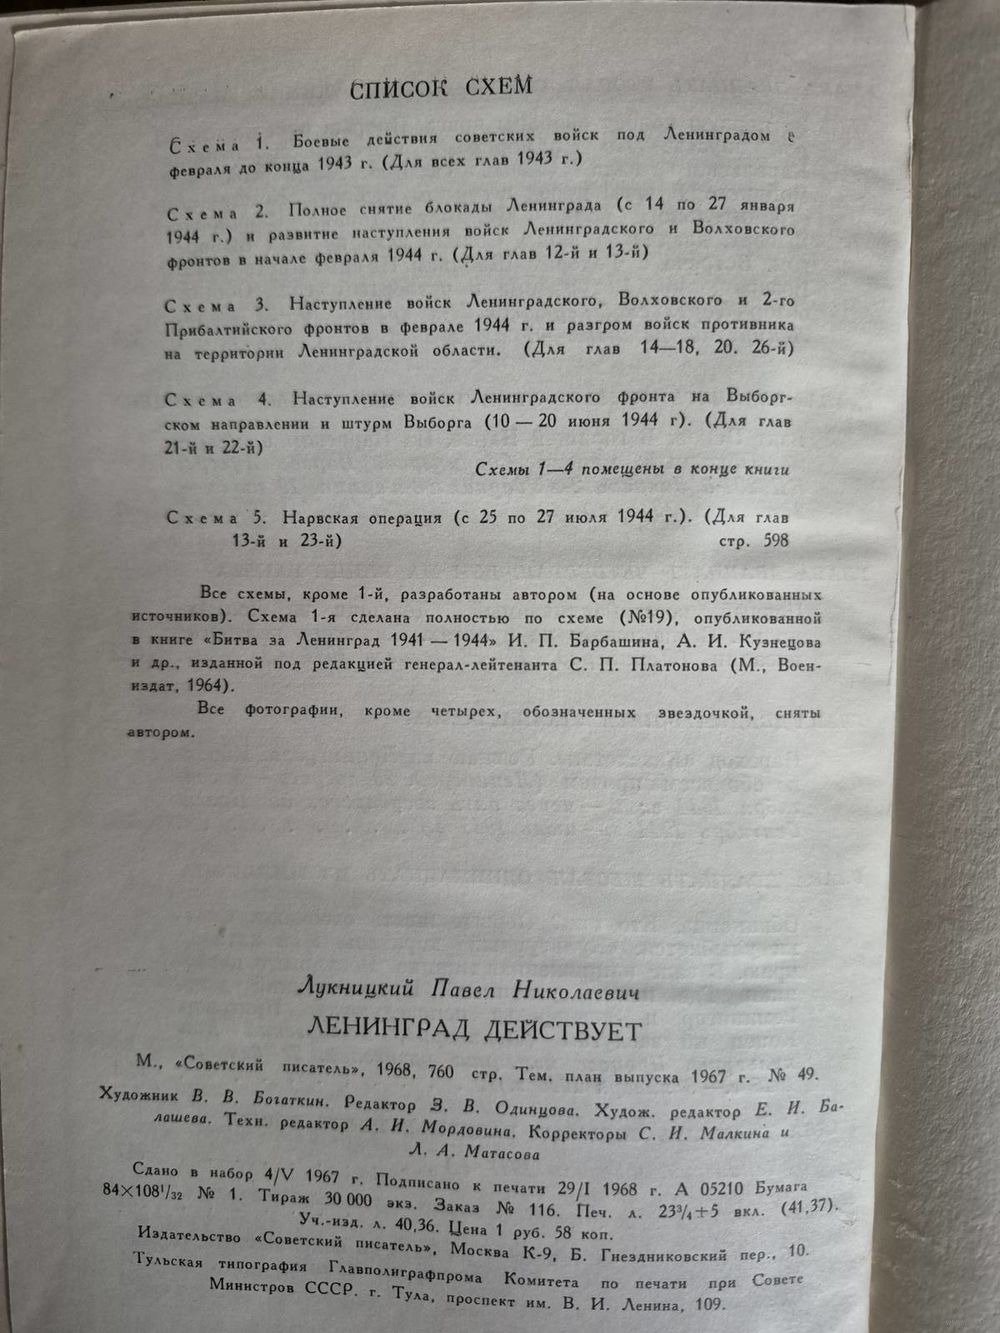 СПИСОК СХЕМ
Схема 1. Боевые действия советских войск под Ленинградом с
февраля до конца 1943 г. (Для всех глав 1943 г.)
Схема 2. Полное снятие блокады Ленинграда (с 14 по 27 января
1944 г.) и развитие наступления войск Ленинградского и Волховского
фронтов в начале февраля 1944 г. (Для глав 12-й и 13-й)
Схема 3. Наступление войск Ленинградского, Волховского и 2-го
Прибалтийского фронтов в феврале 1944 г. и разгром войск противника
на территории Ленинградской области. (Для глав 14—18, 20. 26-й)
Схема 4. Наступление войск Ленинградского фронта на Выборг-
ском направлении и штурм Выборга (10 — 20 июня 1944 г). (Для глав
21-й и 22-й)
Схемы 1—4 помещены в конце книги
Схема 5. Нарвская операция (с 25 по 27 июля 1944 г.). (Для глав
13-й и 23-й) стр. 598
Все схемы, кроме 1-й, разработаны автором (на основе опубликованных
источников). Схема 1-я сделана полностью по схеме (№19), опубликованной
в книге «Битва за Ленинград 1941 — 1944» И. П. Барбашина, А. И. Кузнецова
и др., изданной под редакцией генерал-лейтенанта С. П. Платонова (М., Воен-
издат, 1964).
Все фотографии, кроме четырех, обозначенных звездочкой, сняты
автором.
Лукницкий Павел Николаевич
ЛЕНИНГРАД ДЕЙСТВУЕТ
М., «Советский писатель», 1968, 760 стр. Тем. план выпуска 1967 г. № 49.
Художник В. В. Богаткин. Редактор З. В. Одинцова. Худож. редактор Е. И. Ба-
лашева. Техн. редактор А. И. Мордовина. Корректоры С. И. Малкина и
Л. А. Матасова
Сдано в набор 4/V 1967 г. Подписано к печати 29/I 1968 г. А 05210 Бумага
84×108¹/₃₂ № 1. Тираж 30 000 экз. Заказ № 116. Печ. л. 23³/₄+5 вкл. (41,37).
Уч.-изд. л. 40,36. Цена 1 руб. 58 коп.
Издательство «Советский писатель», Москва К-9, Б. Гнездниковский пер., 10.
Тульская типография Главполиграфпрома Комитета по печати при Совете
Министров СССР. г. Тула, проспект им. В. И. Ленина, 109.